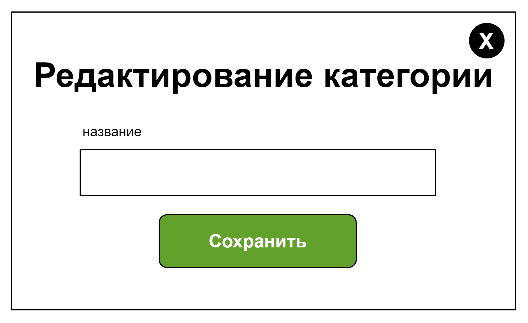 X
Редактирование категории
название
Сохранить